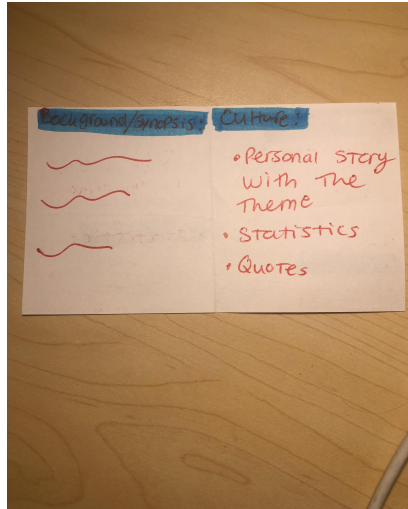 Background/Synopsis:
Culture:
• Personal Story
With The
Theme
• Statistics
• Quotes